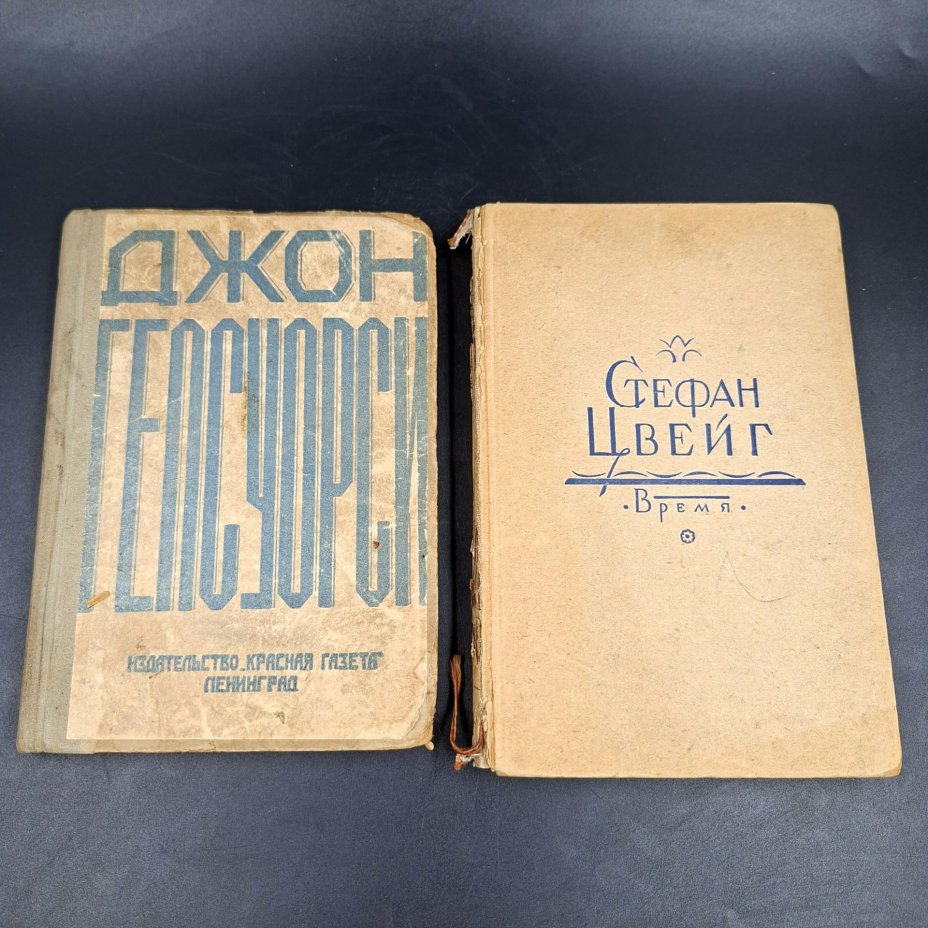 ДЖОН
ГЕЛСУОРСИ
ИЗДАТЕЛЬСТВО „КРАСНАЯ ГАЗЕТА“
ЛЕНИНГРАД
СТЕФАН
ЦВЕЙГ
• ВРЕМЯ •